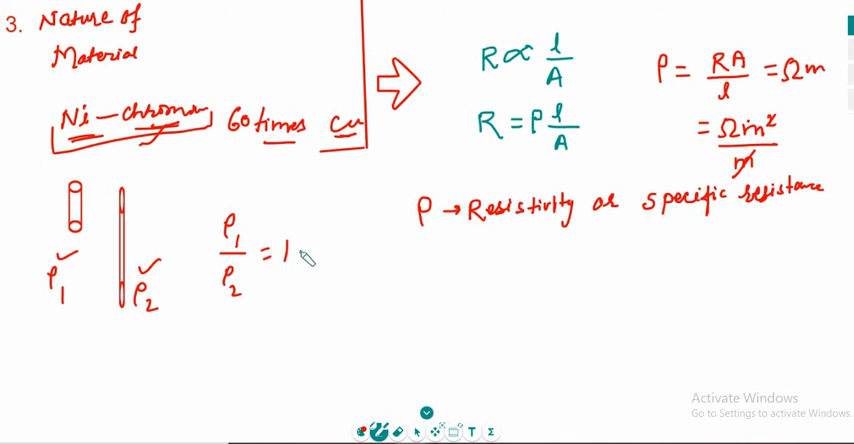 3. Nature of
Material
Ni - chromom 60 times Cu
R ∝ l/A
R = ρ l/A
ρ = RA/l = Ωm
= Ωm²/m
ρ → Resistivity or specific resistance
ρ₁
ρ₂
ρ₁/ρ₂ = 1
Activate Windows
Go to Settings to activate Windows.
T Σ